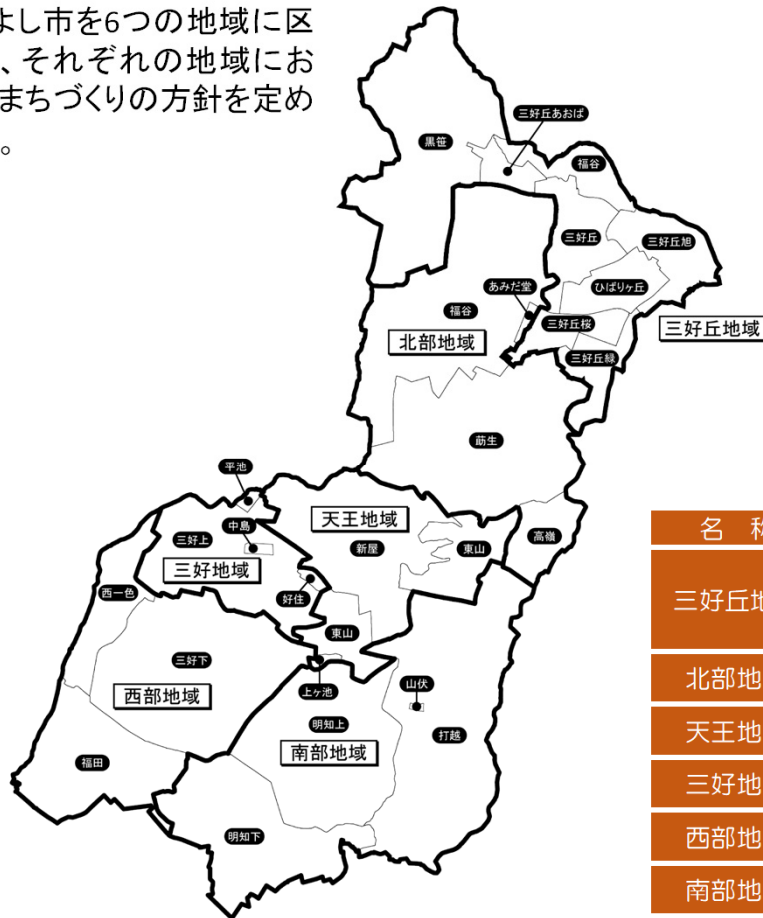 よし市を6つの地域に区
、それぞれの地域にお
まちづくりの方針を定め
。
三好丘あおば
黒笹
福谷
三好丘
三好丘旭
あみだ堂
ひばりヶ丘
福谷
三好丘桜
北部地域
三好丘地域
三好丘緑
莇生
平池
天王地域
中島
三好上
新屋
東山
高嶺
三好地域
西一色
好住
東山
三好下
上ヶ池
山伏
西部地域
明知上
打越
南部地域
福田
明知下
名 称
三好丘地
北部地
天王地
三好地
西部地
南部地